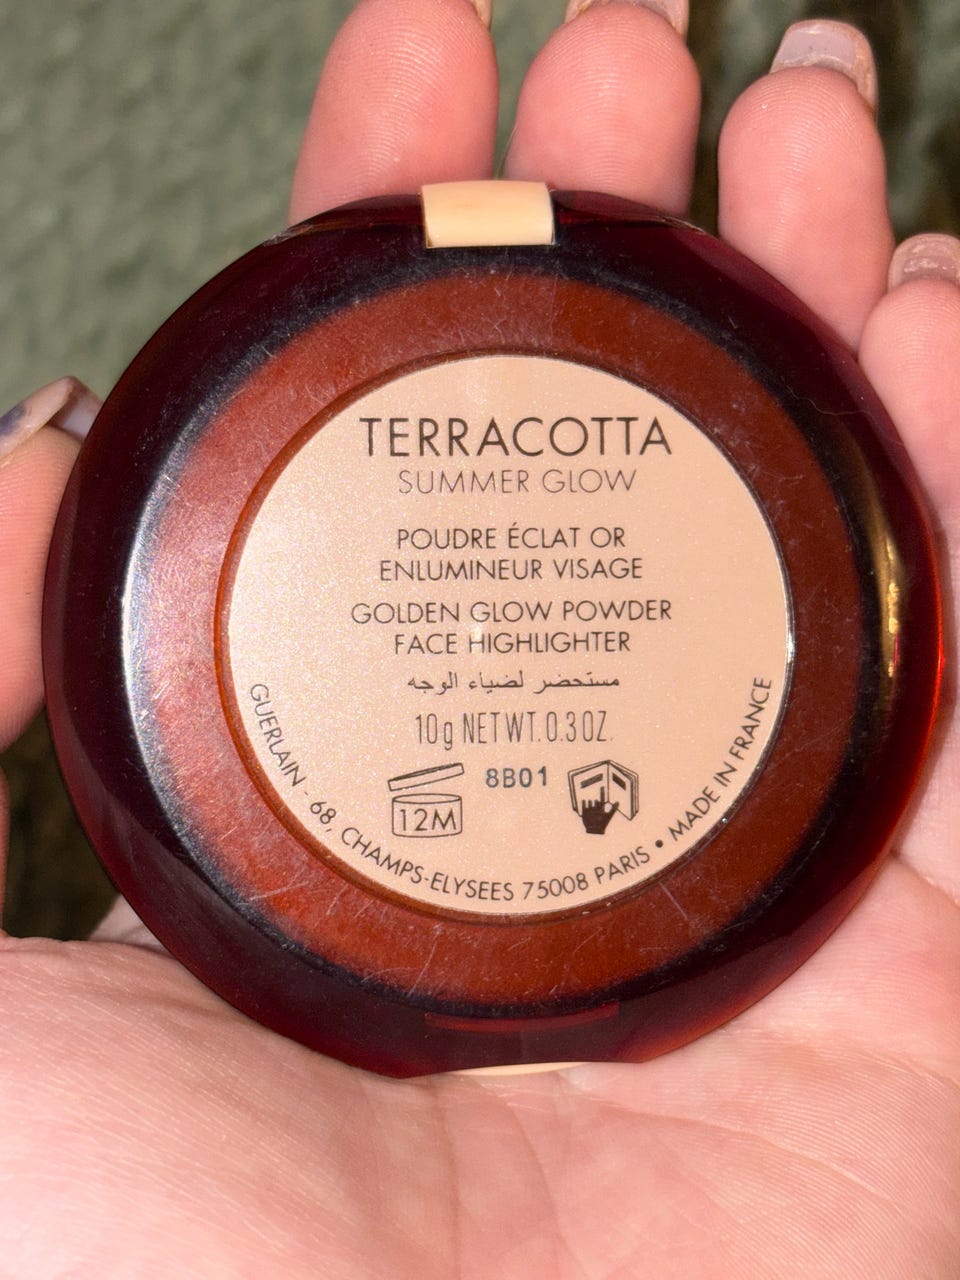 TERRACOTTA
SUMMER GLOW
POUDRE ÉCLAT OR
ENLUMINEUR VISAGE
GOLDEN GLOW POWDER
FACE HIGHLIGHTER
مستحضر لضياء الوجه
10g NET WT. 0.3 OZ.
8B01
12M
GUERLAIN - 68, CHAMPS-ELYSEES 75008 PARIS • MADE IN FRANCE